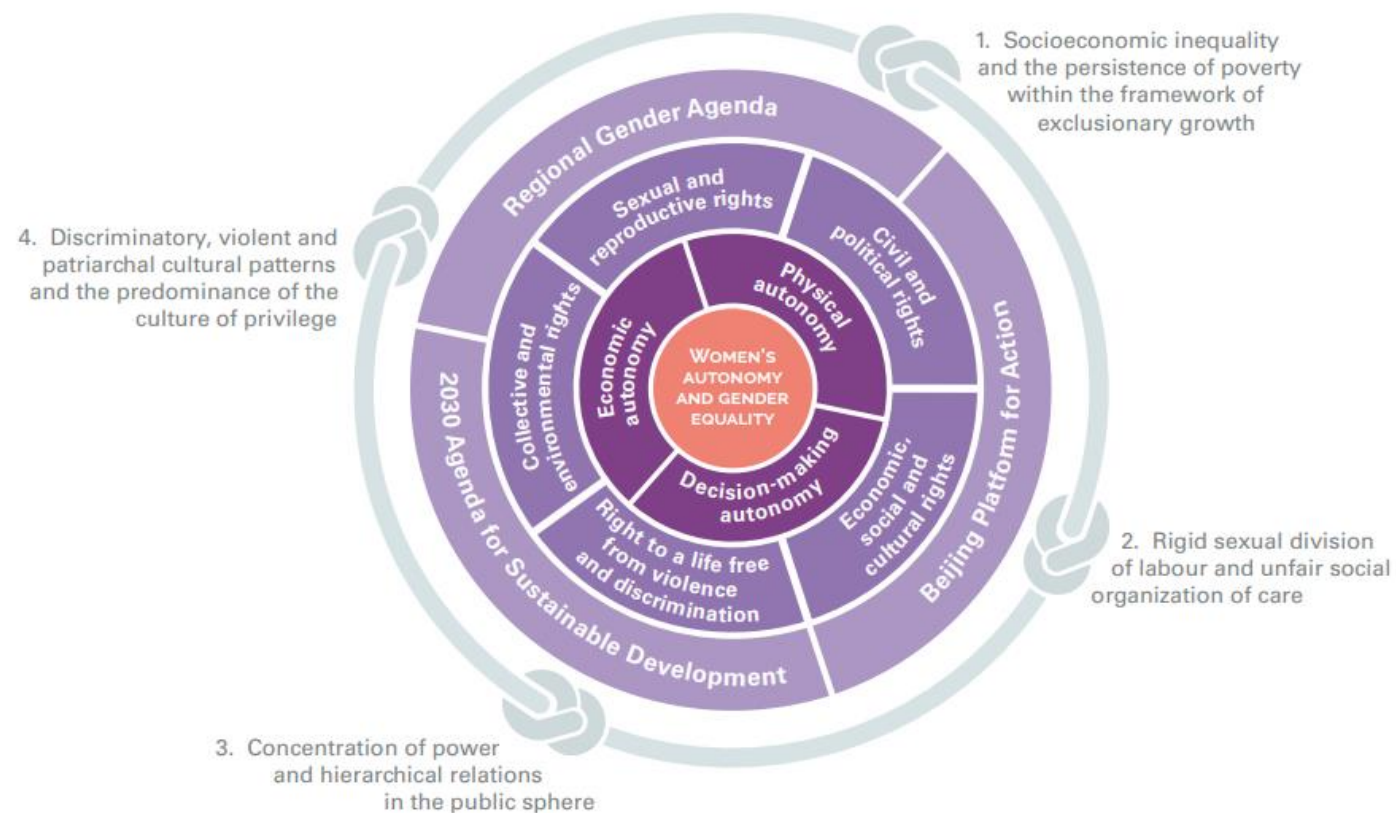 1. Socioeconomic inequality
and the persistence of poverty
within the framework of
exclusionary growth
Regional Gender Agenda
Sexual and
reproductive rights
Civil and
political rights
Physical
autonomy
4. Discriminatory, violent and
patriarchal cultural patterns
and the predominance of the
culture of privilege
Collective and
environmental rights
Economic
autonomy
WOMEN'S
AUTONOMY
AND GENDER
EQUALITY
Beijing Platform for Action
2030 Agenda for Sustainable Development
Decision-making
autonomy
Economic,
social and
cultural rights
Right to a life free
from violence
and discrimination
2. Rigid sexual division
of labour and unfair social
organization of care
3. Concentration of power
and hierarchical relations
in the public sphere